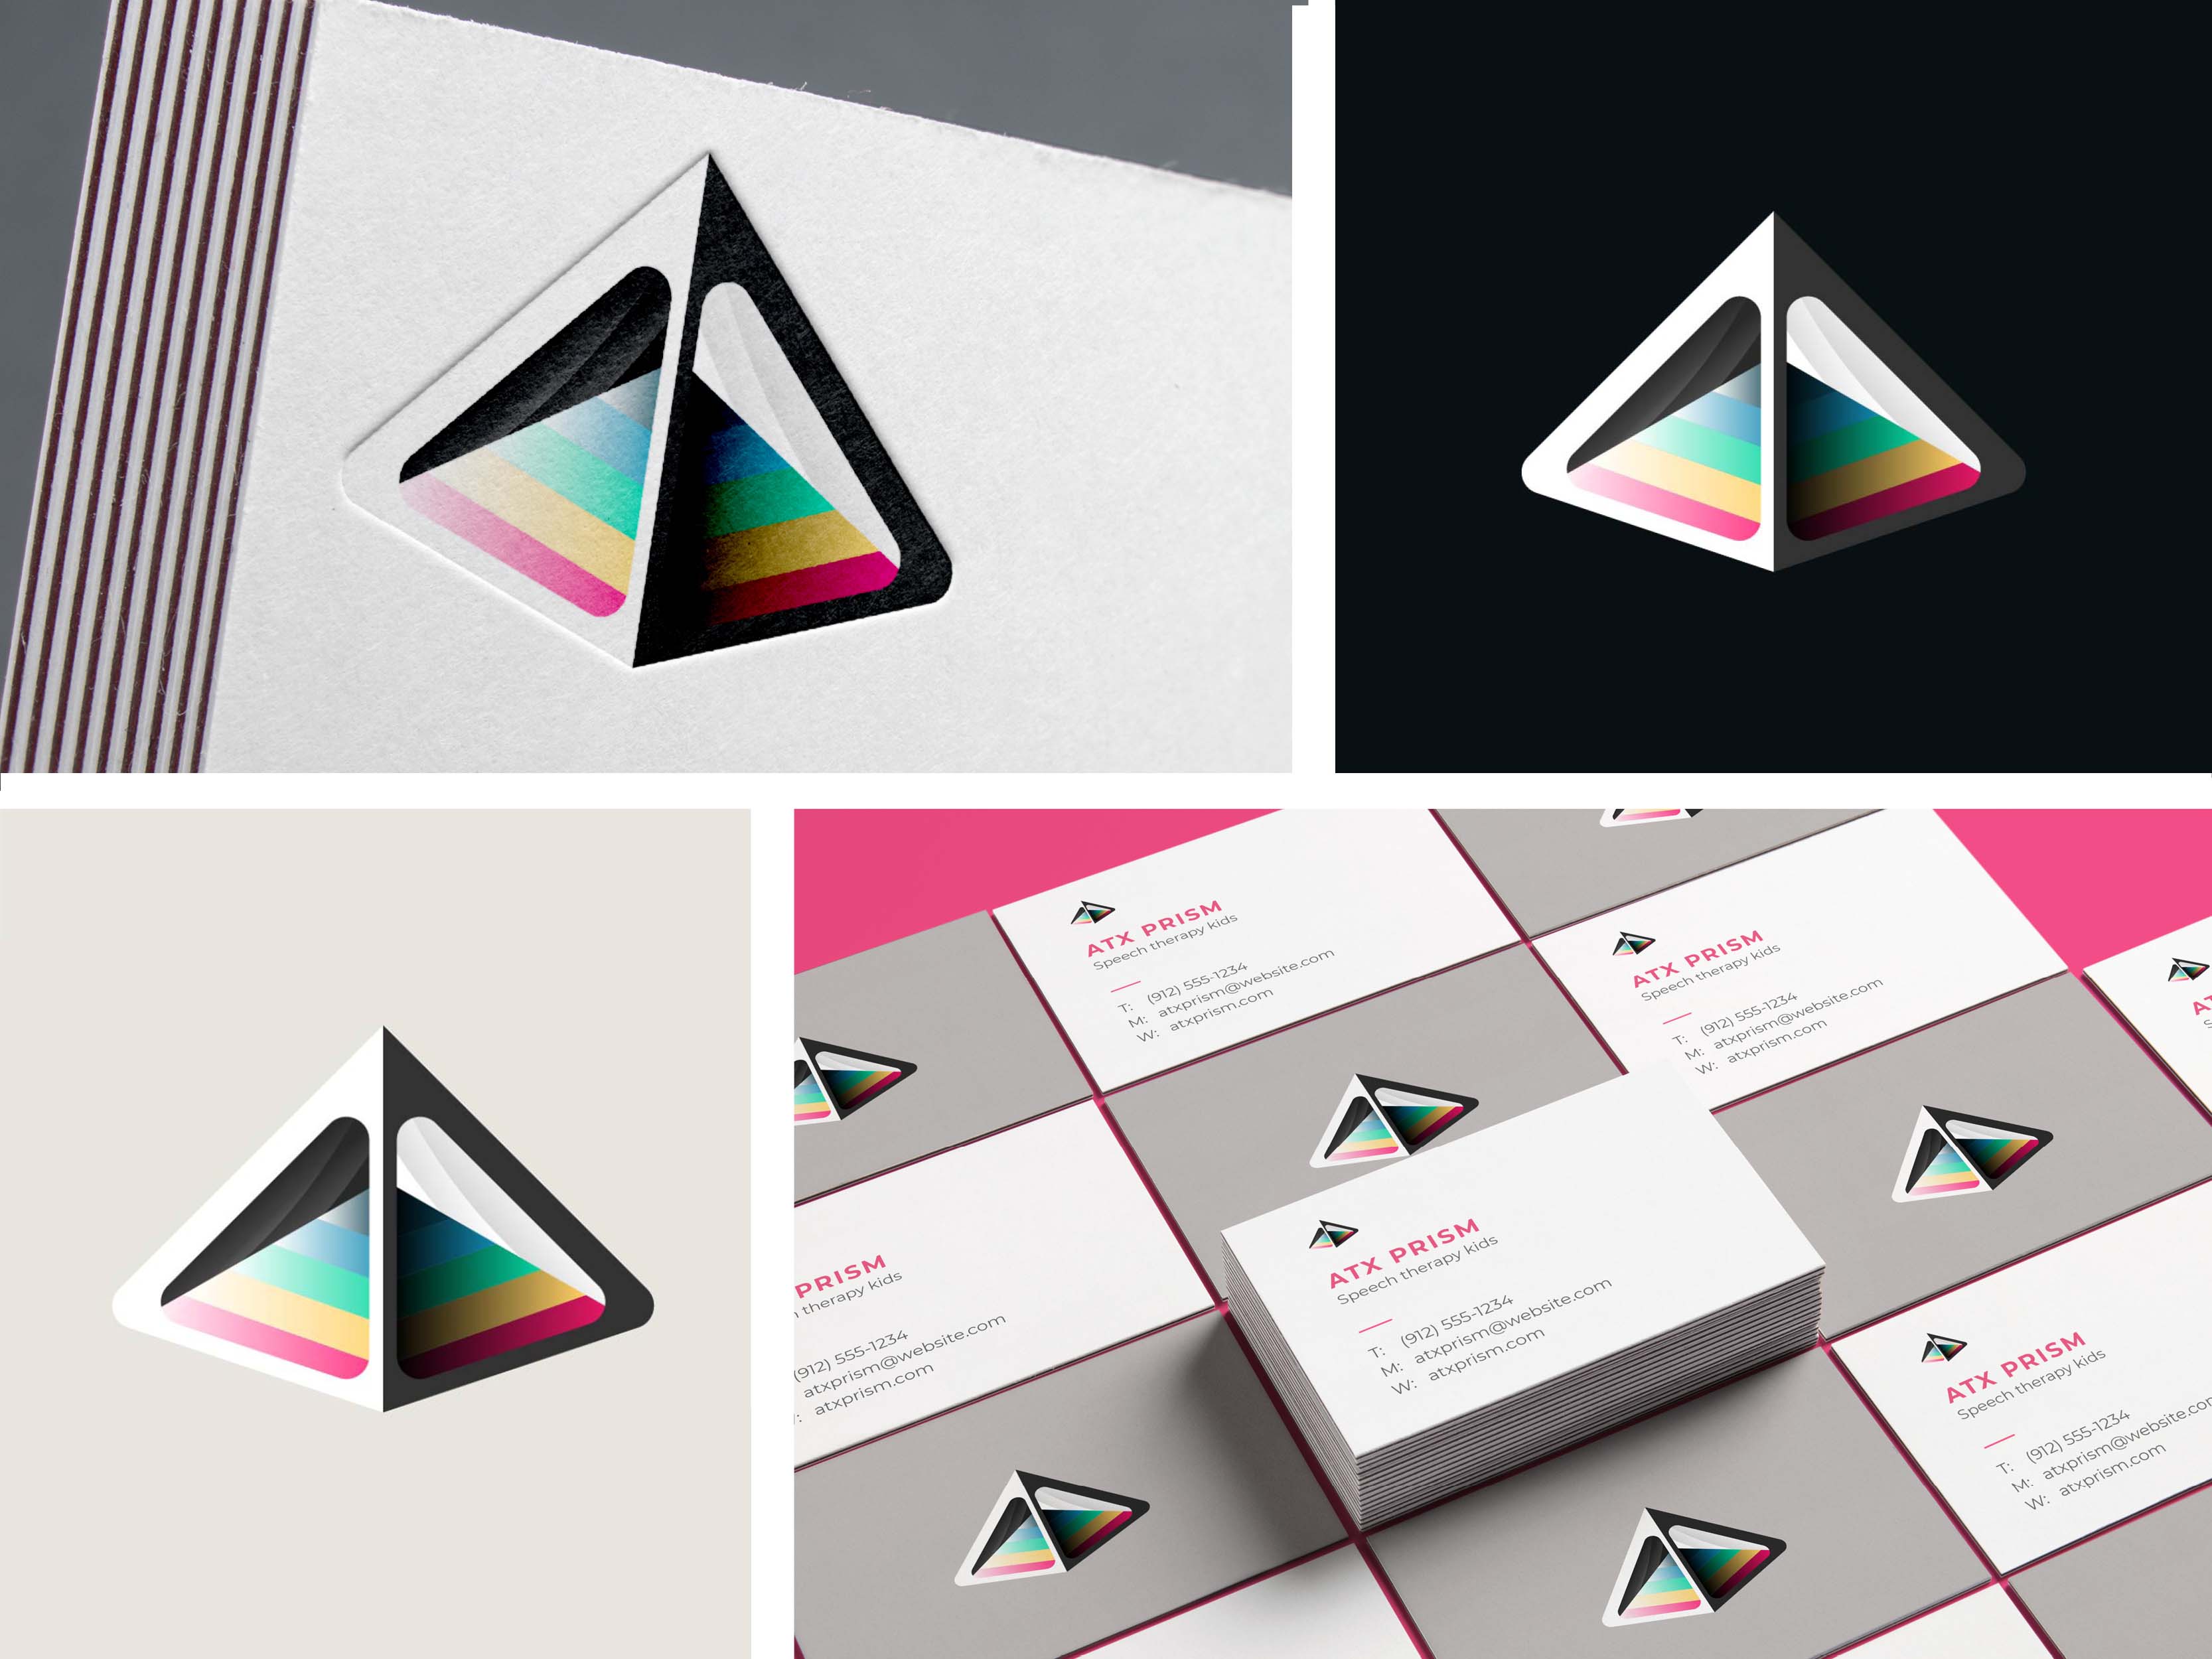 ATX PRISM
Speech therapy kids
T: (912) 555-1234
M: atxprism@website.com
W: atxprism.com
ATX PRISM
Speech therapy kids
T: (912) 555-1234
M: atxprism@website.com
W: atxprism.com
PRISM
therapy kids
(912) 555-1234
atxprism@website.com
atxprism.com
ATX PRISM
Speech therapy kids
T: (912) 555-1234
M: atxprism@website.com
W: atxprism.com
ATX PRISM
Speech therapy kids
T: (912) 555-1234
M: atxprism@website.com
W: atxprism.com